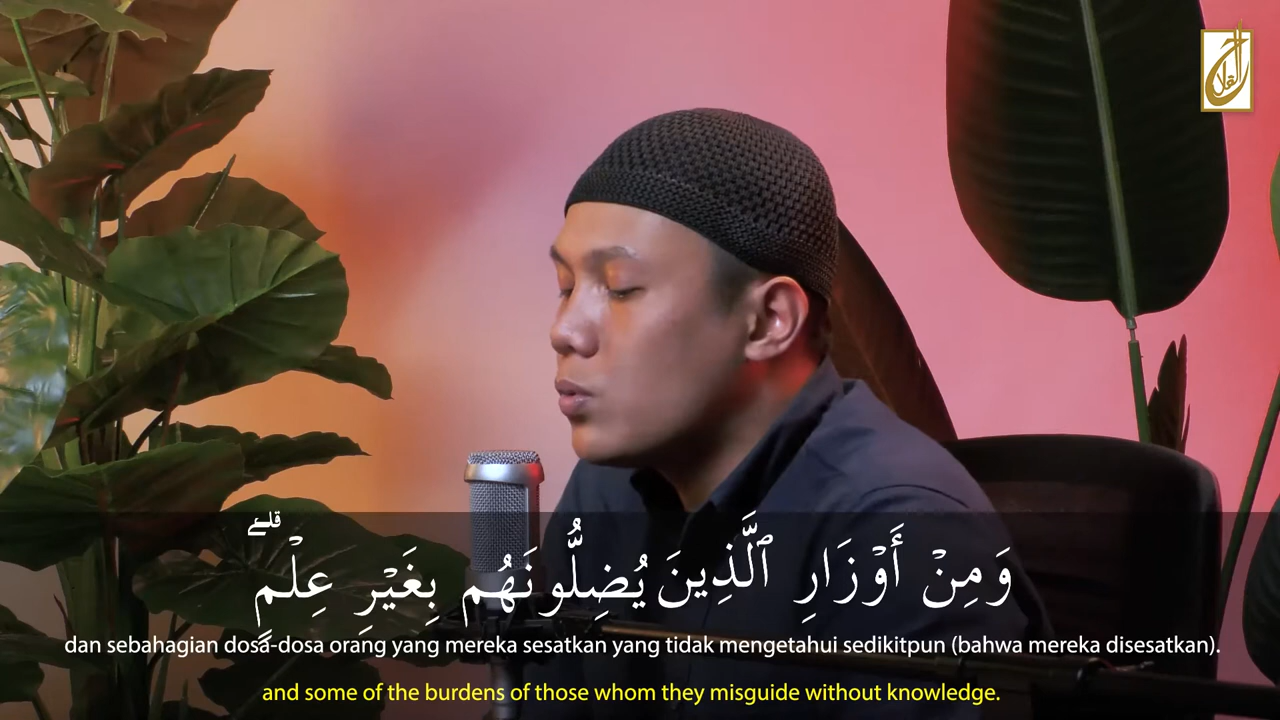 وَمِنْ أَوْزَارِ ٱلَّذِينَ يُضِلُّونَهُم بِغَيْرِ عِلْمٍ ۗ
dan sebahagian dosa-dosa orang yang mereka sesatkan yang tidak mengetahui sedikitpun (bahwa mereka disesatkan).
and some of the burdens of those whom they misguide without knowledge.